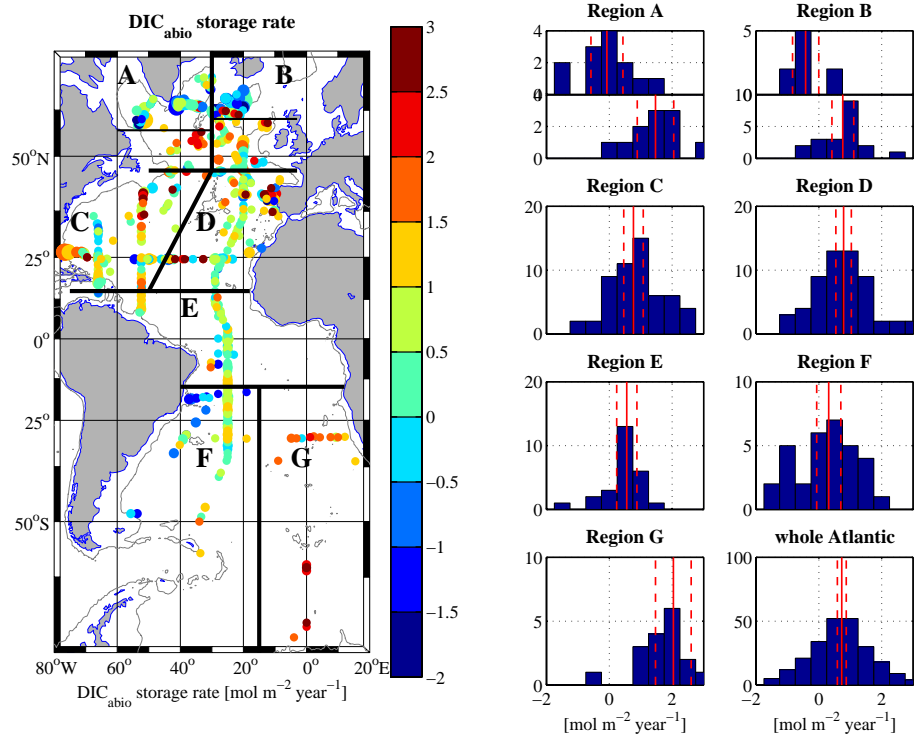 DIC_abio storage rate
A
B
C
D
E
F
G
50°N
25°N
0°
25°S
50°S
80°W 60°W 40°W 20°W 0° 20°E
DIC_abio storage rate [mol m−2 year−1]
3
2.5
2
1.5
1
0.5
0
−0.5
−1
−1.5
−2
Region A
4
2
0
4
2
0
Region B
5
10
5
0
Region C
20
10
0
Region D
20
10
0
Region E
20
10
0
Region F
10
5
0
Region G
10
5
0
−2 0 2
[mol m−2 year−1]
whole Atlantic
100
50
0
−2 0 2
[mol m−2 year−1]